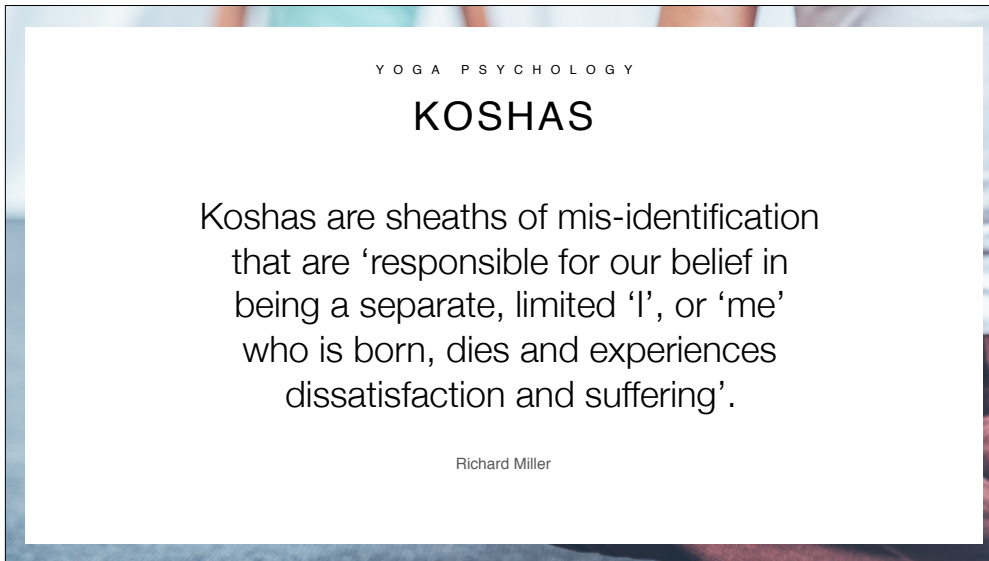 YOGA PSYCHOLOGY
KOSHAS
Koshas are sheaths of mis-identification
that are ‘responsible for our belief in
being a separate, limited ‘I’, or ‘me’
who is born, dies and experiences
dissatisfaction and suffering’.
Richard Miller